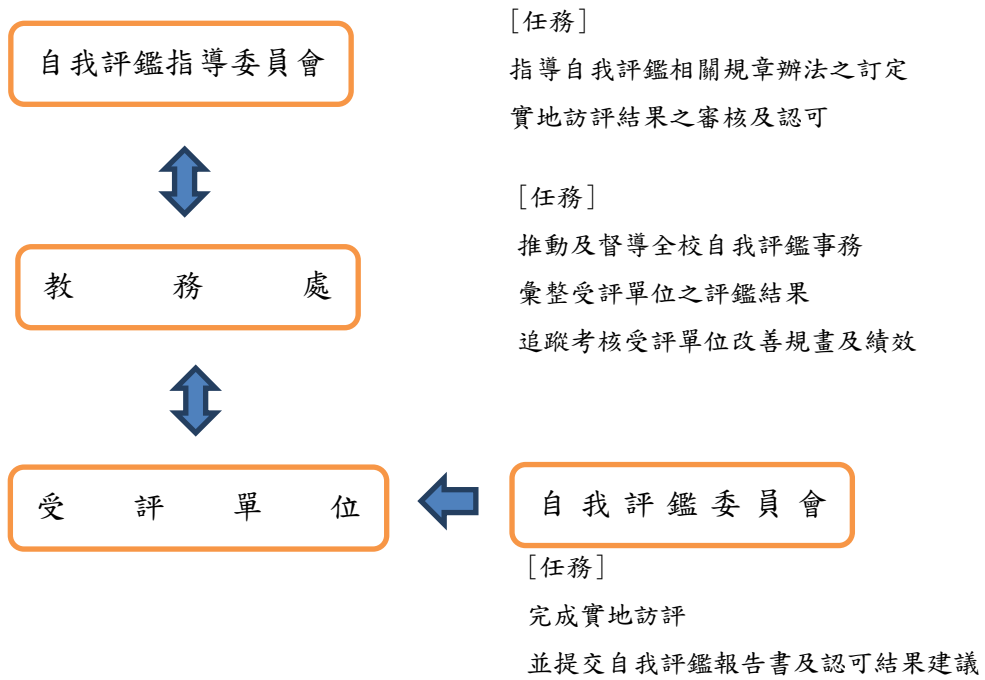 自我評鑑指導委員會
[任務]
指導自我評鑑相關規章辦法之訂定
實地訪評結果之審核及認可
教務處
[任務]
推動及督導全校自我評鑑事務
彙整受評單位之評鑑結果
追蹤考核受評單位改善規畫及績效
受評單位
自我評鑑委員會
[任務]
完成實地訪評
並提交自我評鑑報告書及認可結果建議